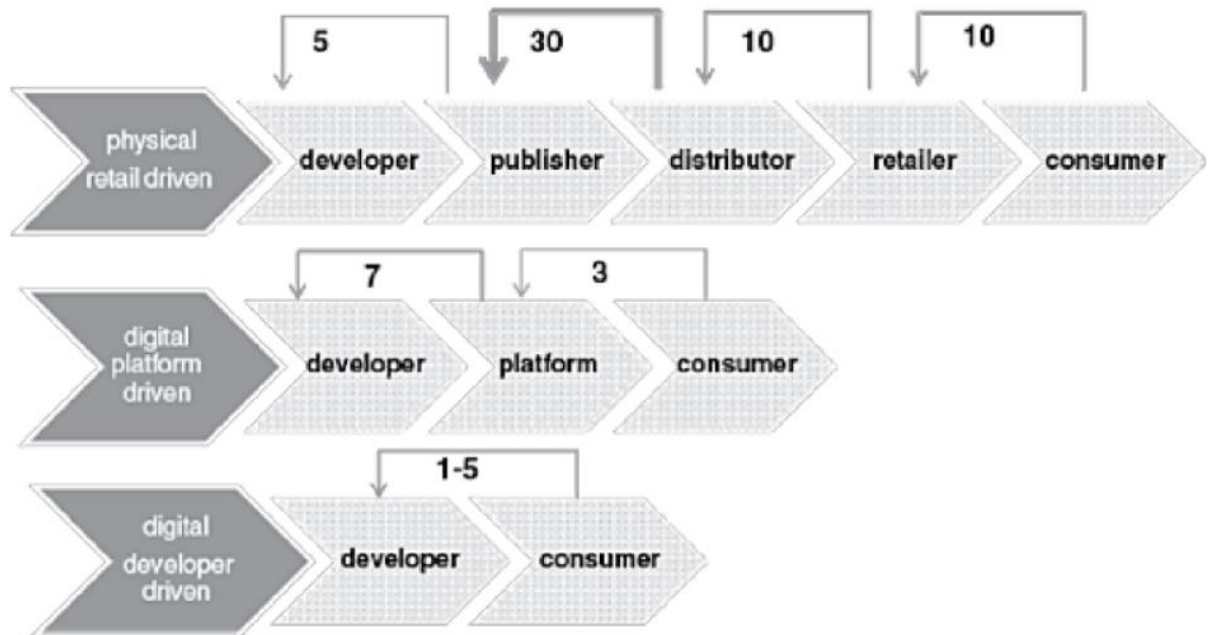 5 30 10 10
physical
retail driven
developer publisher distributor retailer consumer
7 3
digital
platform
driven
developer platform consumer
1-5
digital
developer
driven
developer consumer